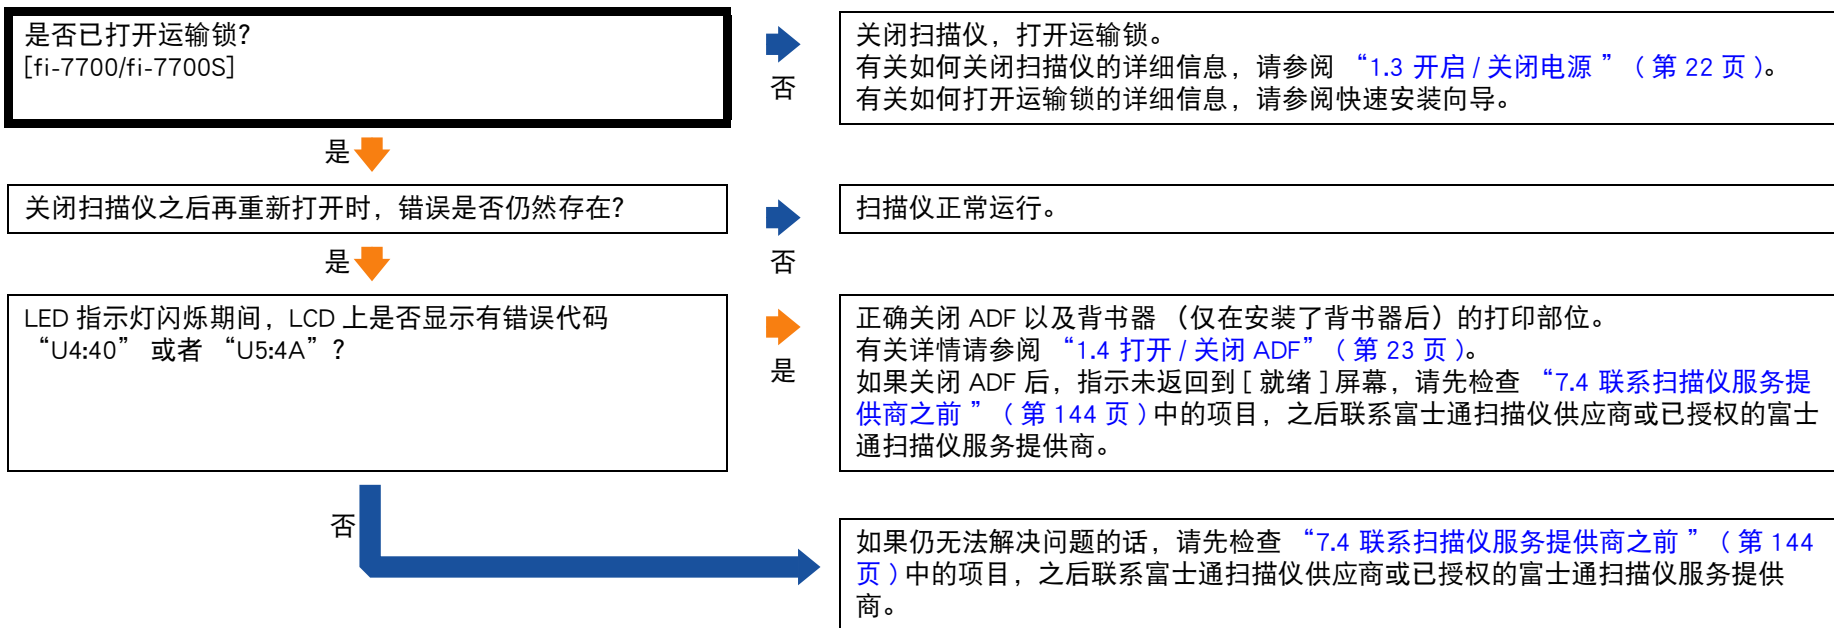 是否已打开运输锁？
[fi-7700/fi-7700S]
否
关闭扫描仪，打开运输锁。
有关如何关闭扫描仪的详细信息，请参阅 “1.3 开启 / 关闭电源 ” ( 第 22 页 )。
有关如何打开运输锁的详细信息，请参阅快速安装向导。
是
关闭扫描仪之后再重新打开时，错误是否仍然存在？
否
扫描仪正常运行。
是
LED 指示灯闪烁期间，LCD 上是否显示有错误代码
“U4:40” 或者 “U5:4A”？
是
正确关闭 ADF 以及背书器 （仅在安装了背书器后）的打印部位。
有关详情请参阅 “1.4 打开 / 关闭 ADF” ( 第 23 页 )。
如果关闭 ADF 后，指示未返回到 [ 就绪 ] 屏幕，请先检查 “7.4 联系扫描仪服务提
供商之前 ” ( 第 144 页 ) 中的项目，之后联系富士通扫描仪供应商或已授权的富士
通扫描仪服务提供商。
否
如果仍无法解决问题的话，请先检查 “7.4 联系扫描仪服务提供商之前 ” ( 第 144
页 ) 中的项目，之后联系富士通扫描仪供应商或已授权的富士通扫描仪服务提供
商。